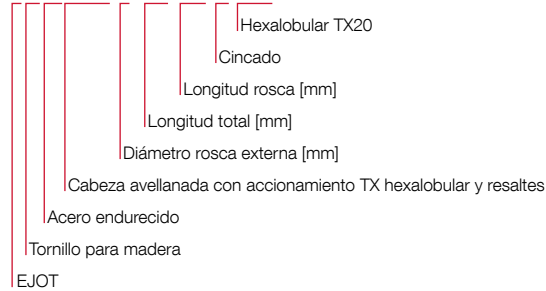 Hexalobular TX20
Cincado
Longitud rosca [mm]
Longitud total [mm]
Diámetro rosca externa [mm]
Cabeza avellanada con accionamiento TX hexalobular y resaltes
Acero endurecido
Tornillo para madera
EJOT